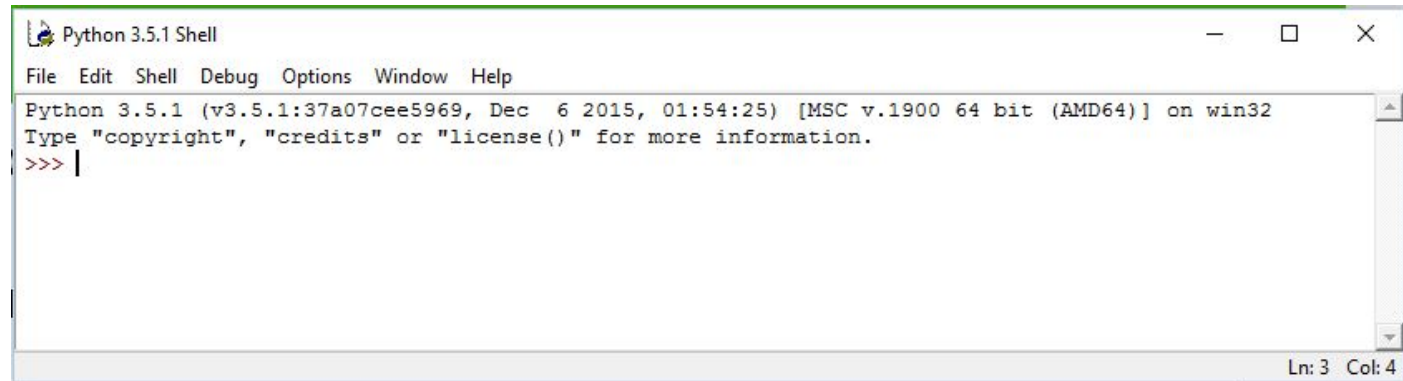 Python 3.5.1 Shell
File Edit Shell Debug Options Window Help
Python 3.5.1 (v3.5.1:37a07cee5969, Dec  6 2015, 01:54:25) [MSC v.1900 64 bit (AMD64)] on win32
Type "copyright", "credits" or "license()" for more information.
>>>
Ln: 3 Col: 4